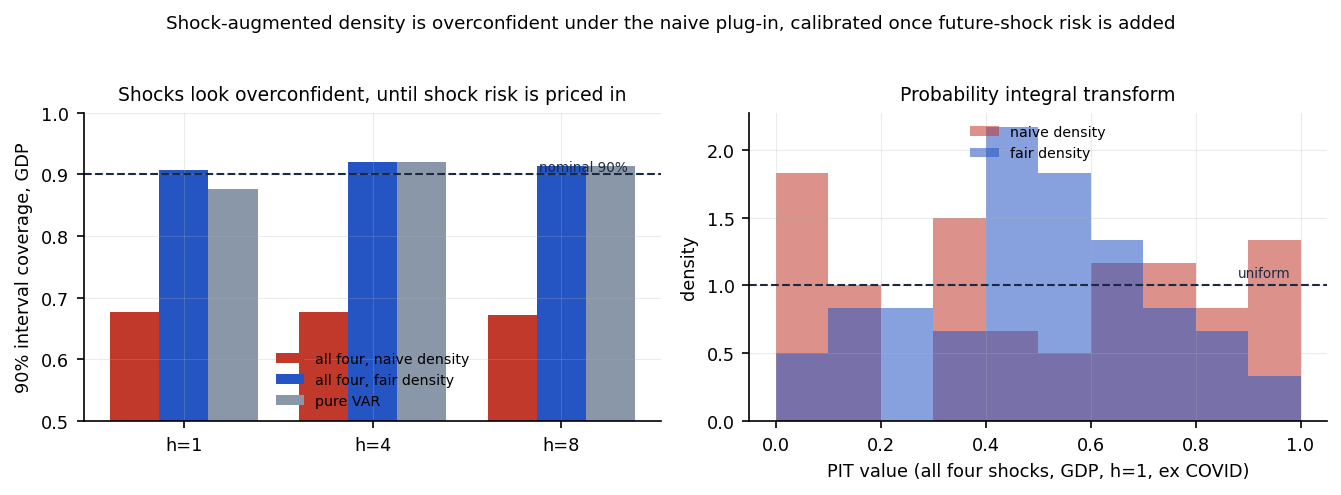 Shock-augmented density is overconfident under the naive plug-in, calibrated once future-shock risk is added
Shocks look overconfident, until shock risk is priced in
90% interval coverage, GDP
1.0
0.9
0.8
0.7
0.6
0.5
nominal 90%
all four, naive density
all four, fair density
pure VAR
h=1
h=4
h=8
Probability integral transform
density
2.0
1.5
1.0
0.5
0.0
naive density
fair density
uniform
0.0
0.2
0.4
0.6
0.8
1.0
PIT value (all four shocks, GDP, h=1, ex COVID)